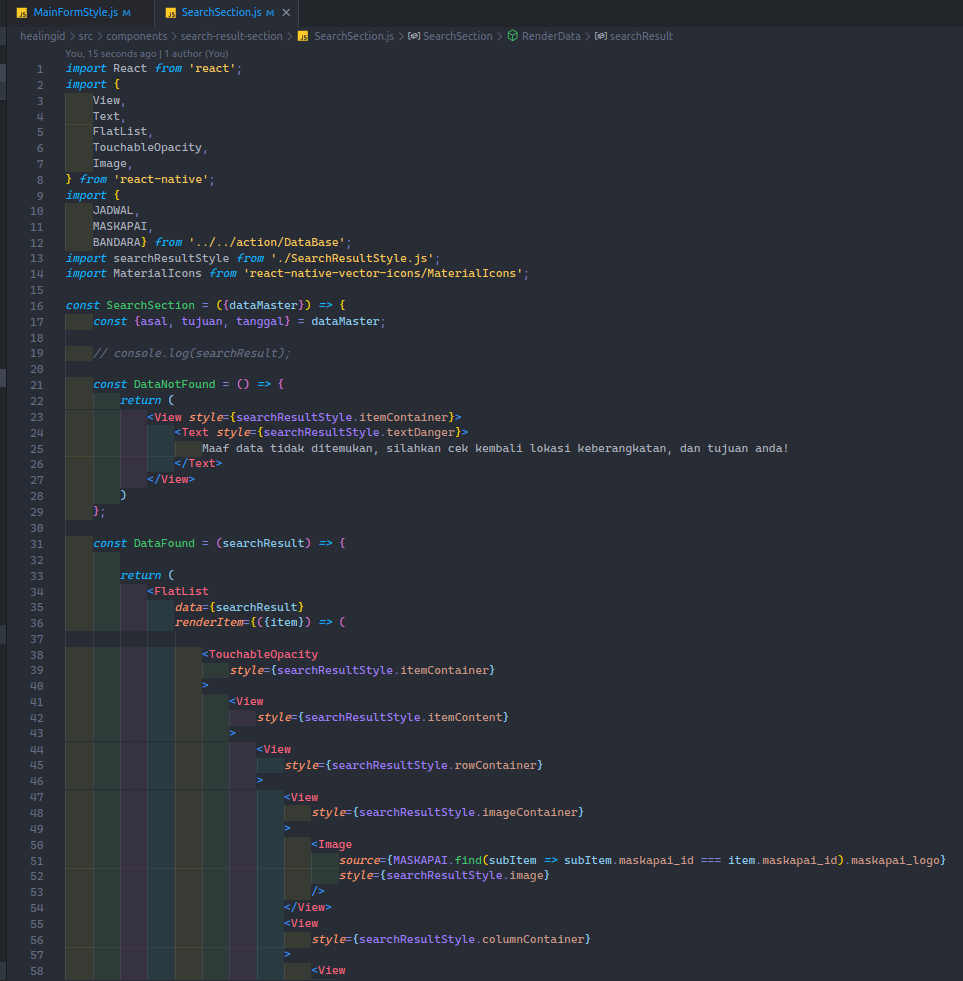 MainFormStyle.js M
SearchSection.js M ×
healingid > src > components > search-result-section > SearchSection.js > SearchSection > RenderData > searchResult
You, 15 seconds ago | 1 author (You)
1 import React from 'react';
2 import {
3 View,
4 Text,
5 FlatList,
6 TouchableOpacity,
7 Image,
8 } from 'react-native';
9 import {
10 JADWAL,
11 MASKAPAI,
12 BANDARA} from '../../action/DataBase';
13 import searchResultStyle from './SearchResultStyle.js';
14 import MaterialIcons from 'react-native-vector-icons/MaterialIcons';
15
16 const SearchSection = ({dataMaster}) => {
17 const {asal, tujuan, tanggal} = dataMaster;
18
19 // console.log(searchResult);
20
21 const DataNotFound = () => {
22 return (
23 <View style={searchResultStyle.itemContainer}>
24 <Text style={searchResultStyle.textDanger}>
25 Maaf data tidak ditemukan, silahkan cek kembali lokasi keberangkatan, dan tujuan anda!
26 </Text>
27 </View>
28 )
29 };
30
31 const DataFound = (searchResult) => {
32
33 return (
34 <FlatList
35 data={searchResult}
36 renderItem={({item}) => (
37
38 <TouchableOpacity
39 style={searchResultStyle.itemContainer}
40 >
41 <View
42 style={searchResultStyle.itemContent}
43 >
44 <View
45 style={searchResultStyle.rowContainer}
46 >
47 <View
48 style={searchResultStyle.imageContainer}
49 >
50 <Image
51 source={MASKAPAI.find(subItem => subItem.maskapai_id === item.maskapai_id).maskapai_logo}
52 style={searchResultStyle.image}
53 />
54 </View>
55 <View
56 style={searchResultStyle.columnContainer}
57 >
58 <View